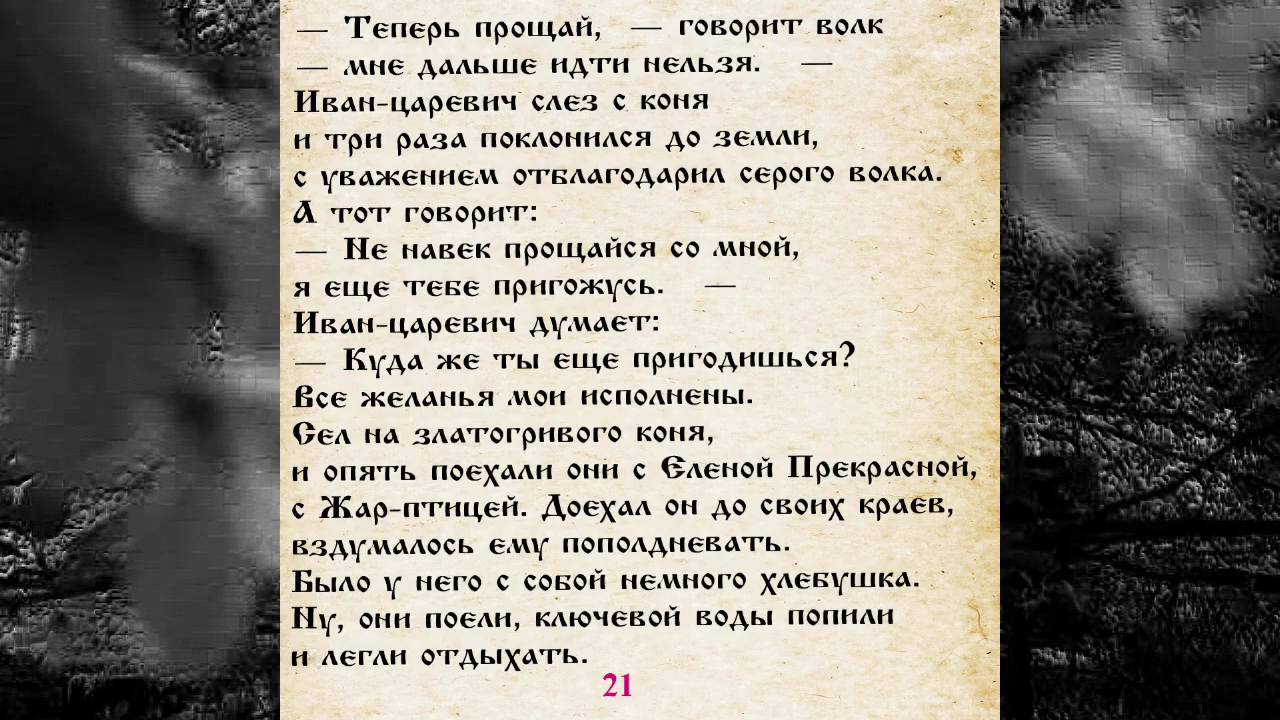 — Теперь прощай, — говорит волк
— мне дальше идти нельзя. —
Иван-царевич слез с коня
и три раза поклонился до земли,
с уважением отблагодарил серого волка.
А тот говорит:
— Не навек прощайся со мной,
я еще тебе пригожусь. —
Иван-царевич думает:
— Куда же ты еще пригодишься?
Все желанья мои исполнены.
Сел на златогривого коня,
и опять поехали они с Еленой Прекрасной,
с Жар-птицей. Доехал он до своих краев,
вздумалось ему пополдневать.
Было у него с собой немного хлебушка.
Ну, они поели, ключевой воды попили
и легли отдыхать.
21